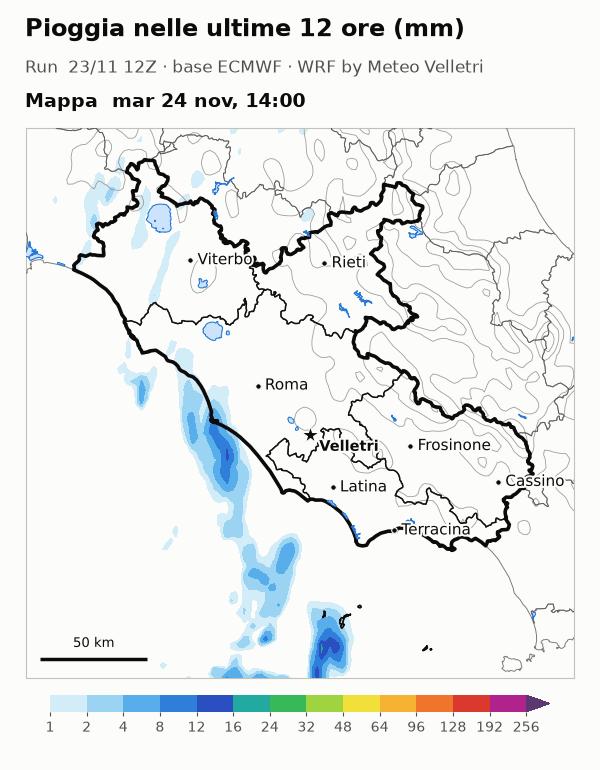 Pioggia nelle ultime 12 ore (mm)
Run  23/11 12Z · base ECMWF · WRF by Meteo Velletri
Mappa  mar 24 nov, 14:00
Viterbo
Rieti
Roma
Velletri
Frosinone
Cassino
Latina
Terracina
50 km
1 2 4 8 12 16 24 32 48 64 96 128 192 256